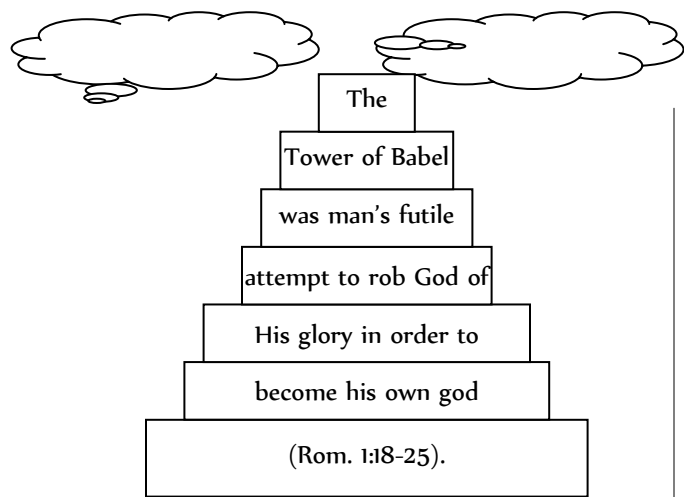 The
Tower of Babel
was man's futile
attempt to rob God of
His glory in order to
become his own god
(Rom. 1:18-25).